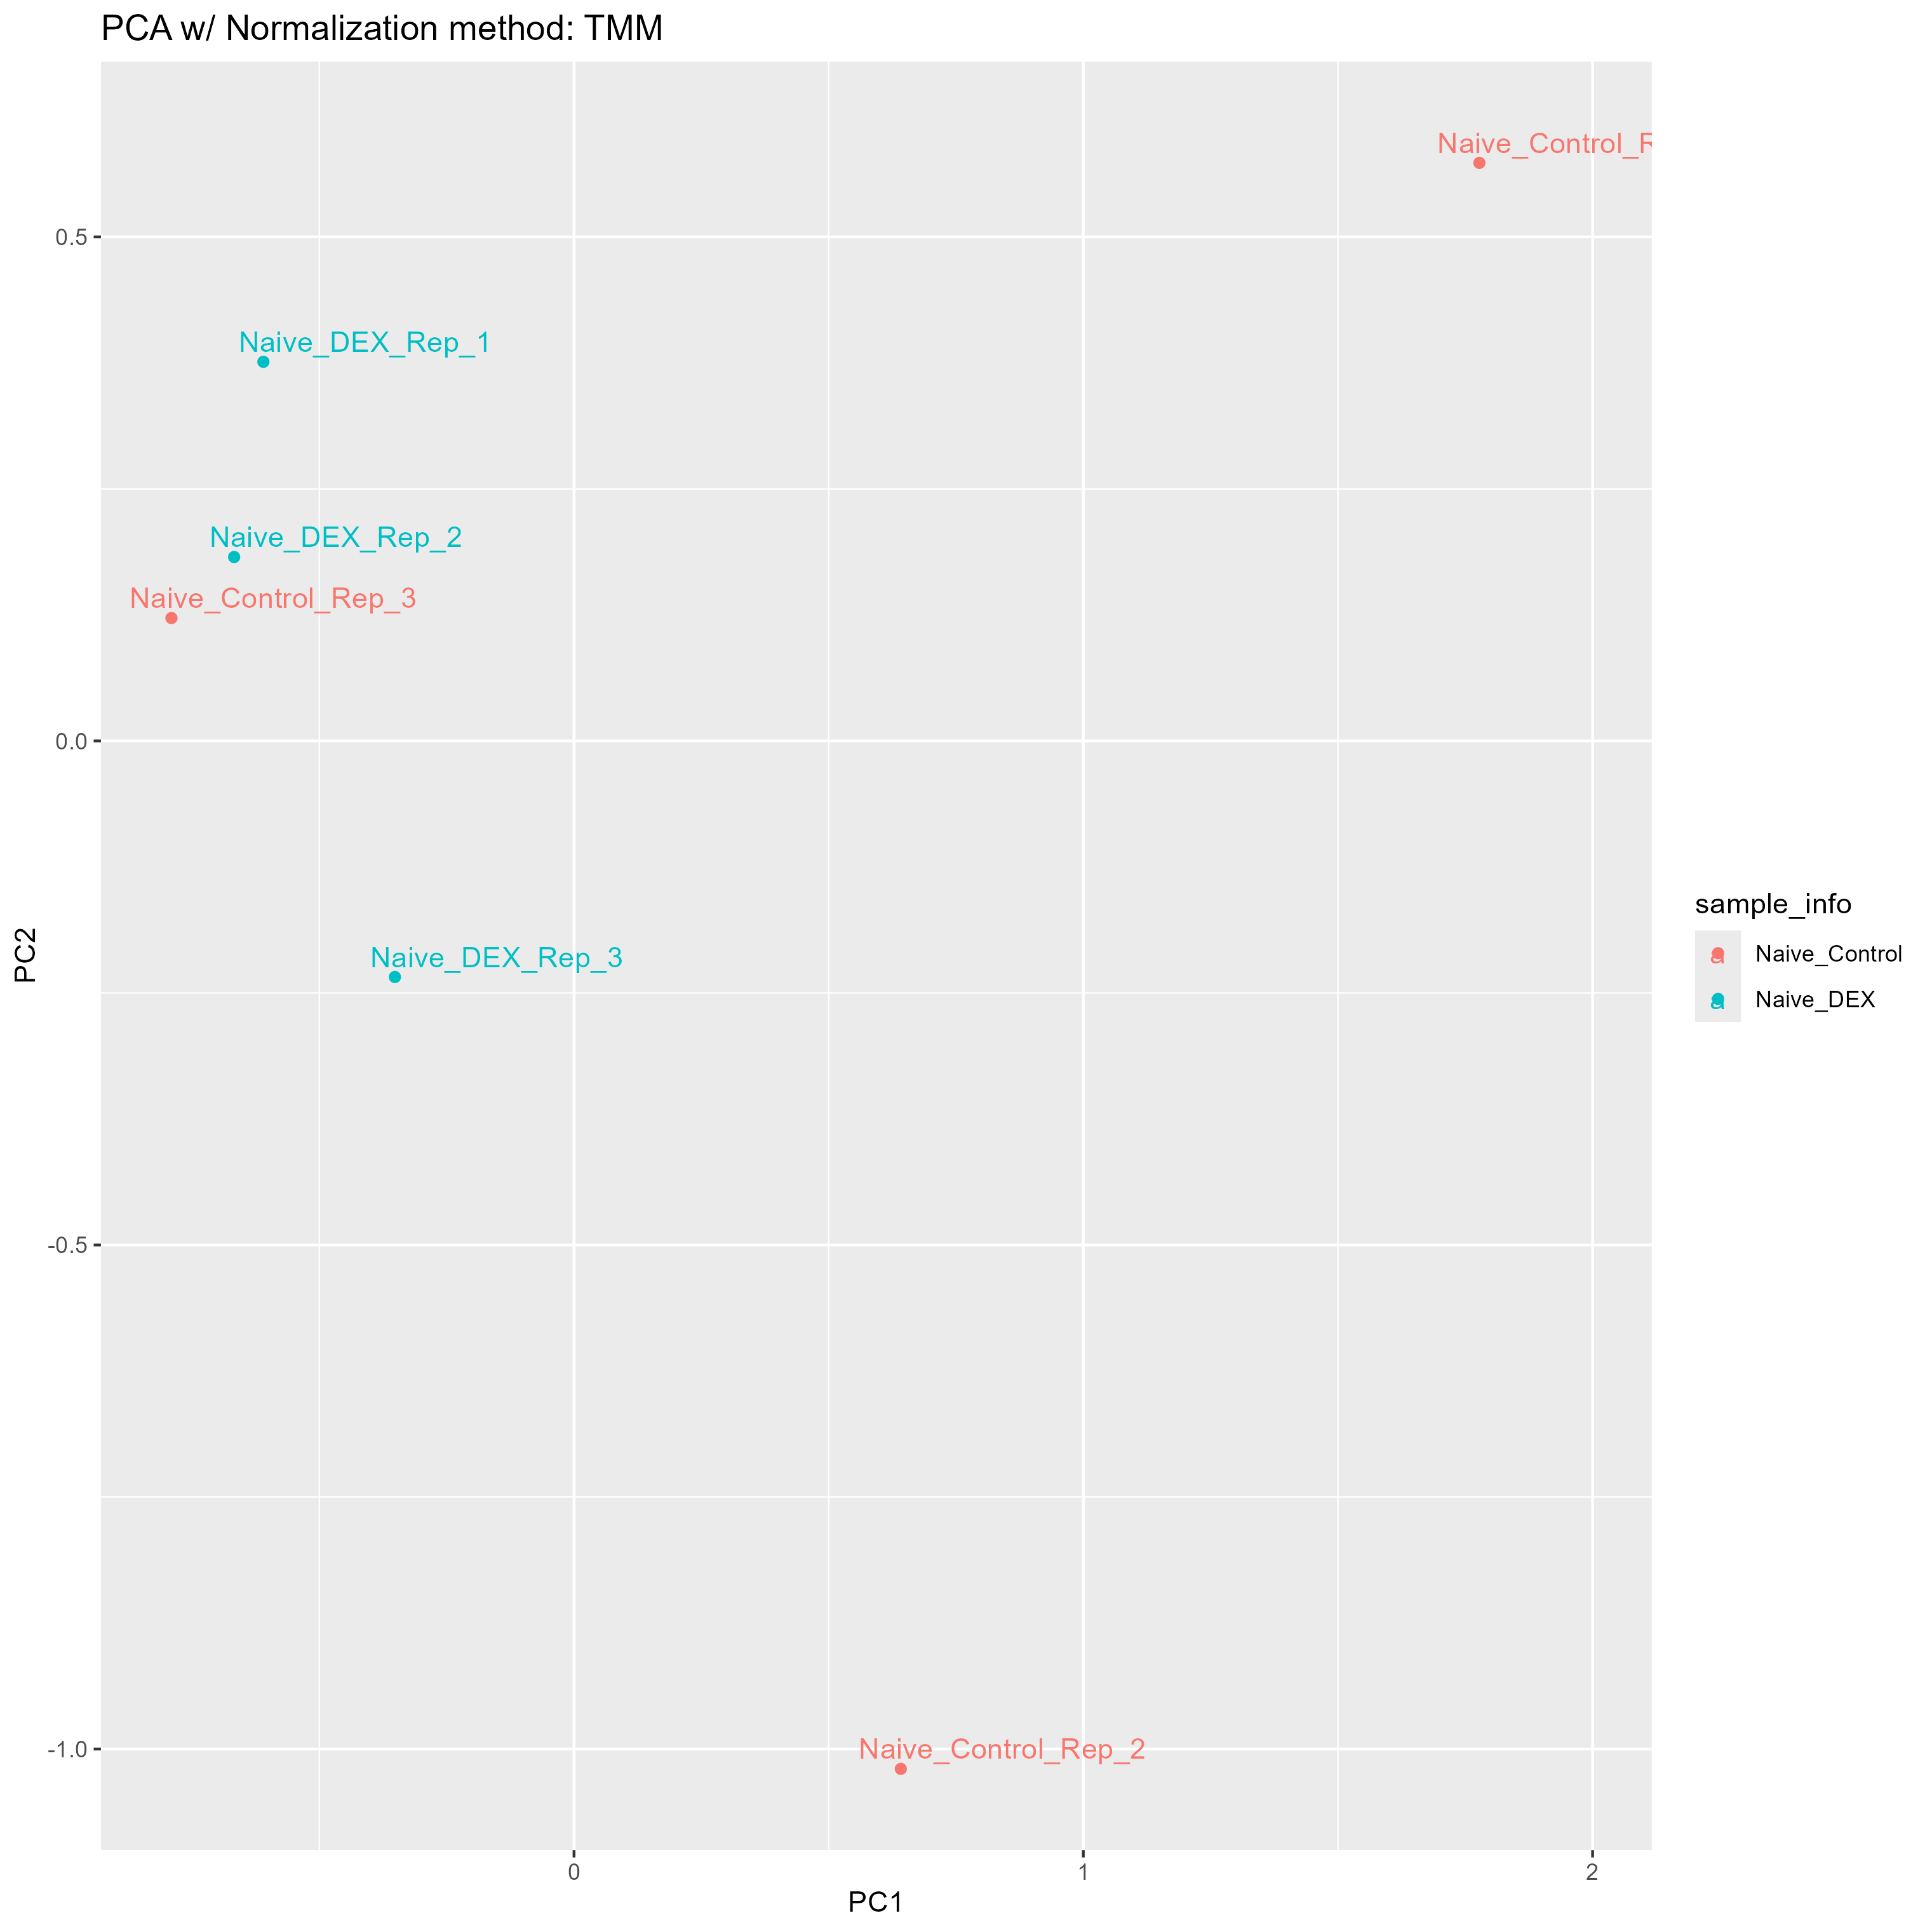 PCA w/ Normalization method: TMM
Naive_Control_R
0.5
Naive_DEX_Rep_1
Naive_DEX_Rep_2
Naive_Control_Rep_3
0.0
PC2
Naive_DEX_Rep_3
-0.5
Naive_Control_Rep_2
-1.0
0 1 2
PC1
sample_info
a Naive_Control
a Naive_DEX